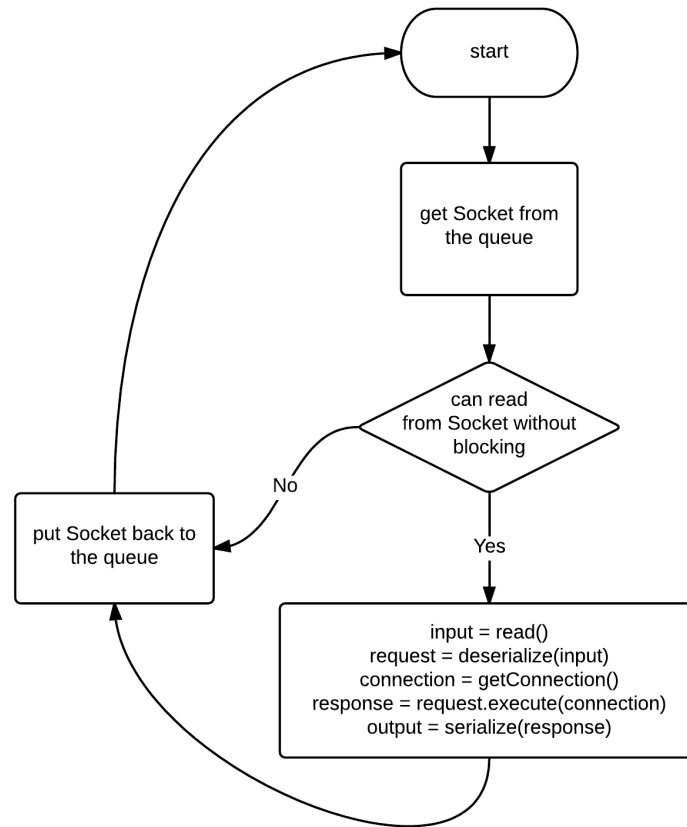 start
get Socket from
the queue
can read
from Socket without
blocking
No
put Socket back to
the queue
Yes
input = read()
request = deserialize(input)
connection = getConnection()
response = request.execute(connection)
output = serialize(response)